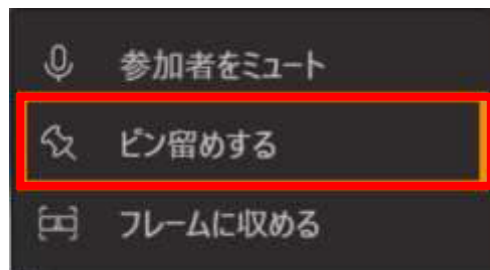 参加者をミュート
ピン留めする
フレームに収める